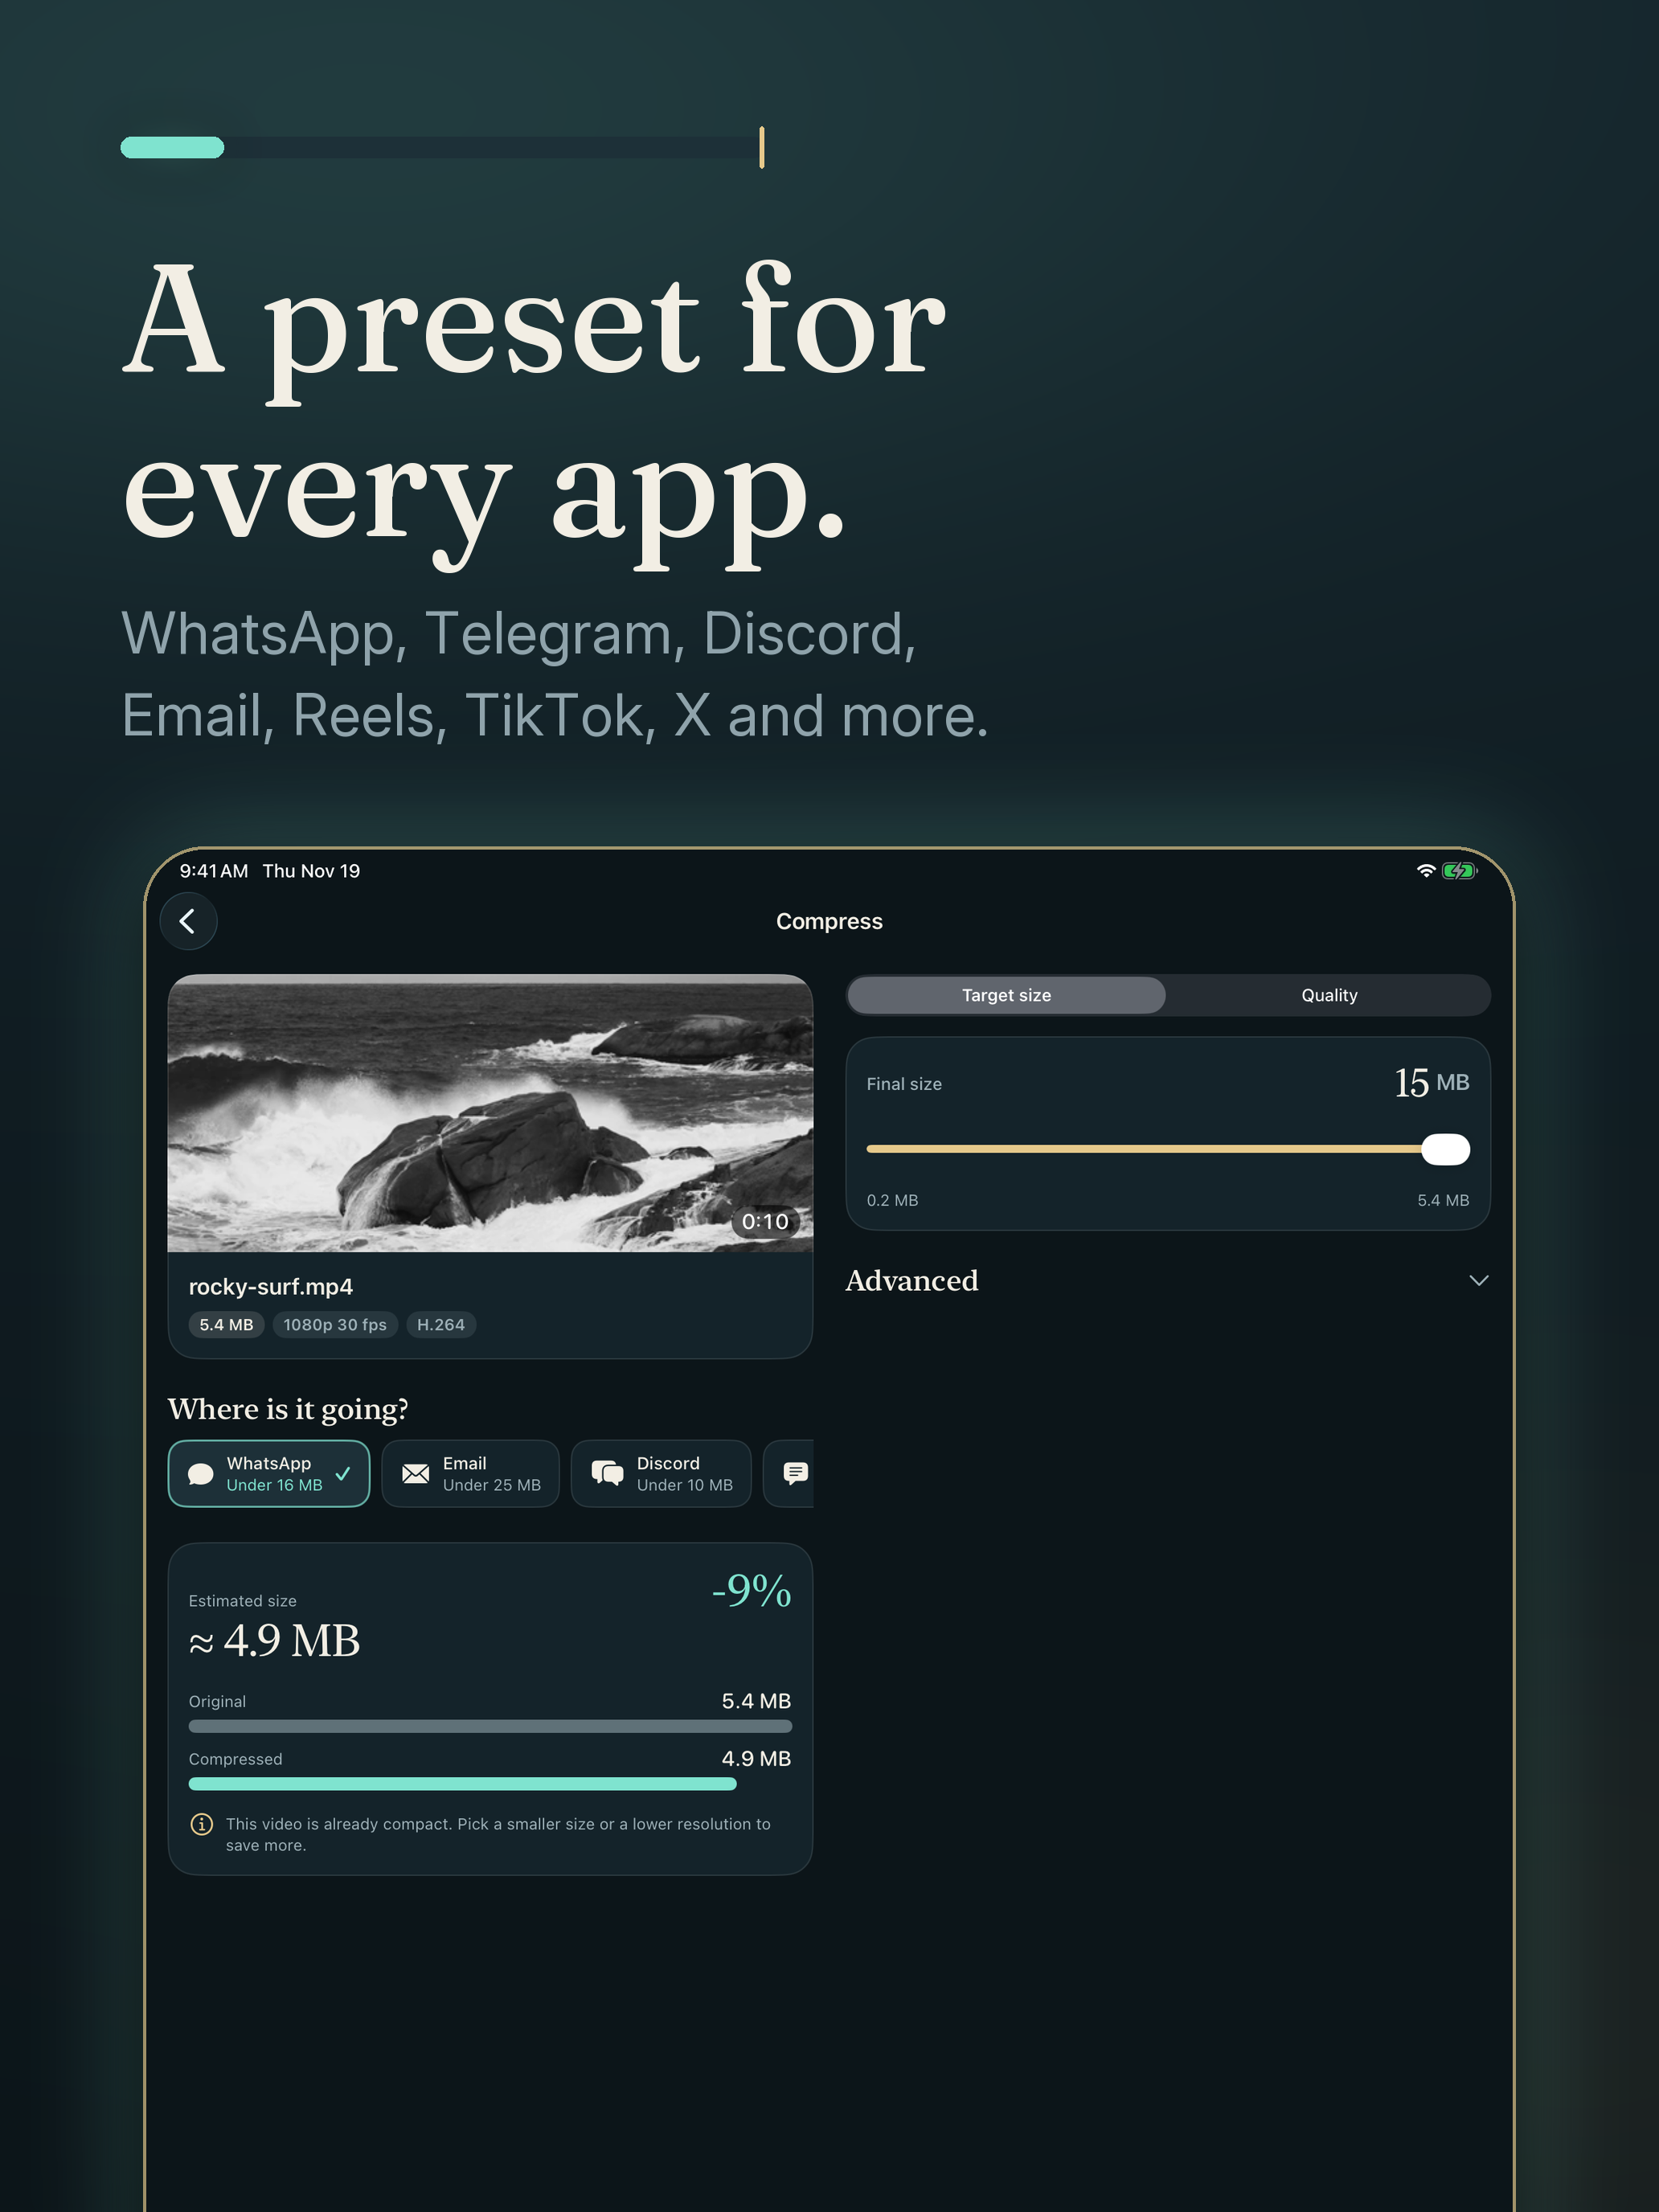 A preset for
every app.
WhatsApp, Telegram, Discord,
Email, Reels, TikTok, X and more.
9:41 AM Thu Nov 19
Compress
0:10
rocky-surf.mp4
5.4 MB 1080p 30 fps H.264
Where is it going?
WhatsApp
Under 16 MB
Email
Under 25 MB
Discord
Under 10 MB
Estimated size -9%
≈ 4.9 MB
Original 5.4 MB
Compressed 4.9 MB
This video is already compact. Pick a smaller size or a lower resolution to
save more.
Target size Quality
Final size 15 MB
0.2 MB 5.4 MB
Advanced